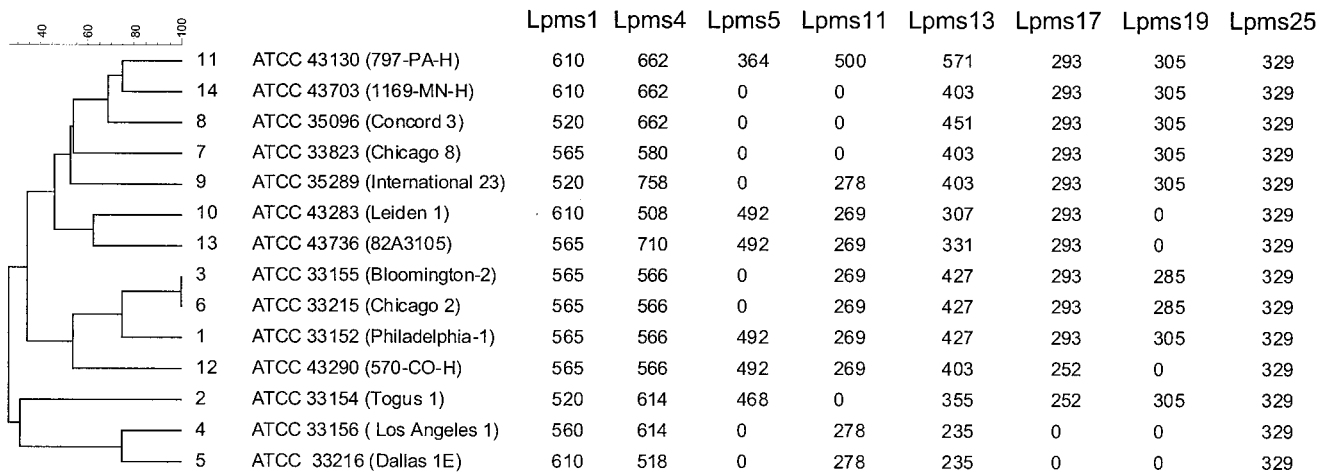 40 60 80 100
Lpms1 Lpms4 Lpms5 Lpms11 Lpms13 Lpms17 Lpms19 Lpms25
11 ATCC 43130 (797-PA-H) 610 662 364 500 571 293 305 329
14 ATCC 43703 (1169-MN-H) 610 662 0 0 403 293 305 329
8 ATCC 35096 (Concord 3) 520 662 0 0 451 293 305 329
7 ATCC 33823 (Chicago 8) 565 580 0 0 403 293 305 329
9 ATCC 35289 (International 23) 520 758 0 278 403 293 305 329
10 ATCC 43283 (Leiden 1) 610 508 492 269 307 293 0 329
13 ATCC 43736 (82A3105) 565 710 492 269 331 293 0 329
3 ATCC 33155 (Bloomington-2) 565 566 0 269 427 293 285 329
6 ATCC 33215 (Chicago 2) 565 566 0 269 427 293 285 329
1 ATCC 33152 (Philadelphia-1) 565 566 492 269 427 293 305 329
12 ATCC 43290 (570-CO-H) 565 566 492 269 403 252 0 329
2 ATCC 33154 (Togus 1) 520 614 468 0 355 252 305 329
4 ATCC 33156 ( Los Angeles 1) 560 614 0 278 235 0 0 329
5 ATCC 33216 (Dallas 1E) 610 518 0 278 235 0 0 329